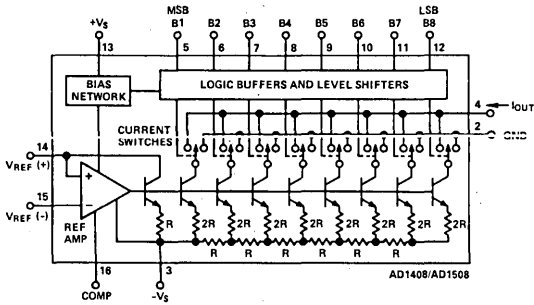 +VS
MSB
B1 B2 B3 B4 B5 B6 B7
LSB
B8
13 5 6 7 8 9 10 11 12
BIAS
NETWORK
LOGIC BUFFERS AND LEVEL SHIFTERS
4
IOUT
2
GND
CURRENT
SWITCHES
14
VREF (+)
+
15
−
VREF (-)
REF
AMP
R 2R 2R 2R 2R 2R 2R 2R
R R R R R R
16
3
COMP
-VS
AD1408/AD1508